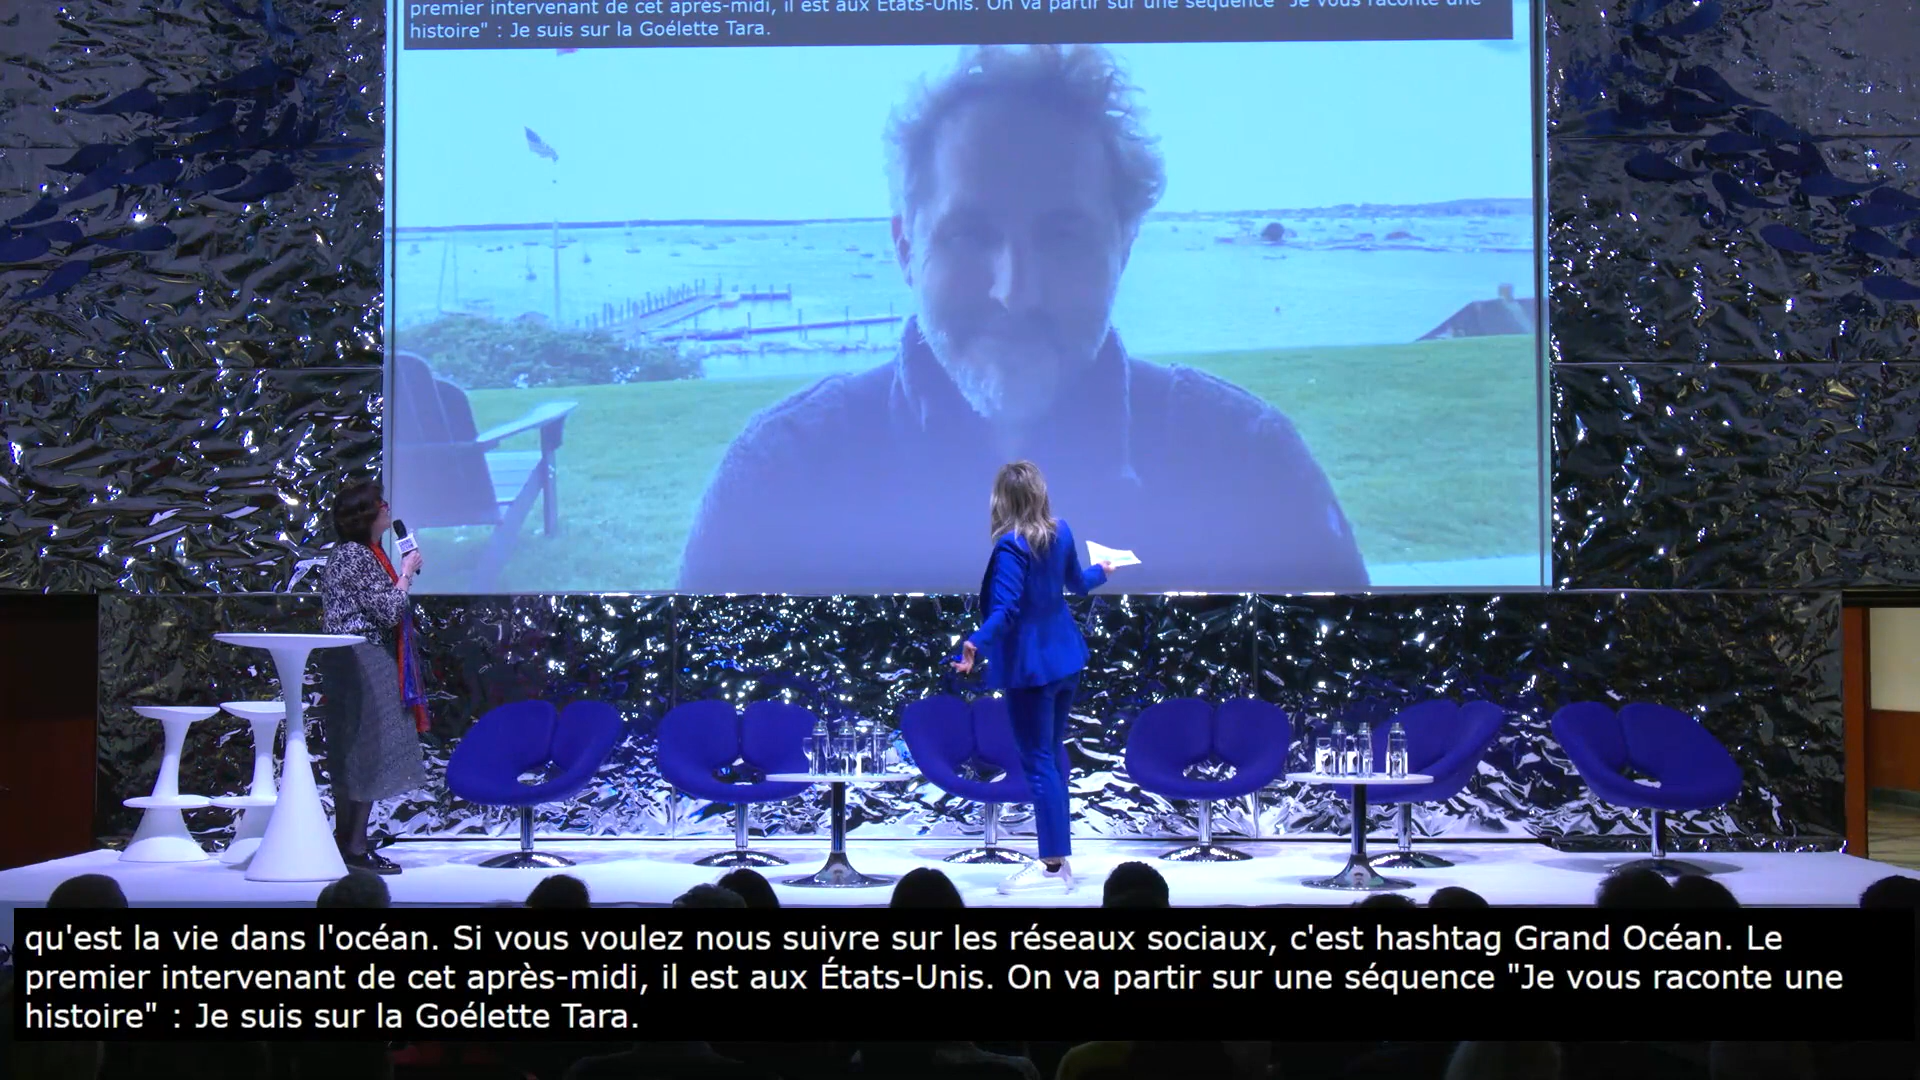 premier intervenant de cet après-midi, il est aux États-Unis. On va partir sur une séquence "Je vous raconte une
histoire" : Je suis sur la Goélette Tara.
qu'est la vie dans l'océan. Si vous voulez nous suivre sur les réseaux sociaux, c'est hashtag Grand Océan. Le
premier intervenant de cet après-midi, il est aux États-Unis. On va partir sur une séquence "Je vous raconte une
histoire" : Je suis sur la Goélette Tara.